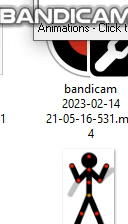 BANDICAM
Animations - Click t
bandicam
2023-02-14
21-05-16-531.m
4
1